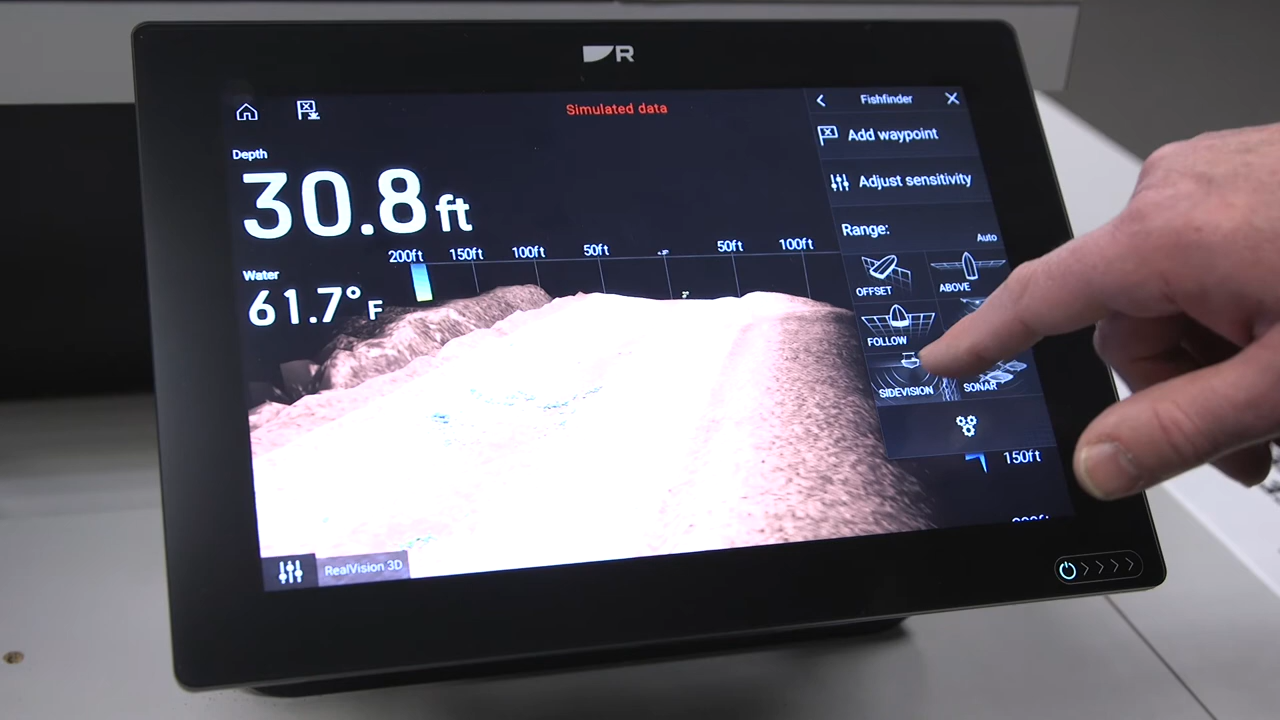 R
Simulated data
Fishfinder
Add waypoint
Adjust sensitivity
Range:
Auto
OFFSET
ABOVE
FOLLOW
SIDEVISION
SONAR
Depth
30.8 ft
Water
61.7° F
200ft 150ft 100ft 50ft 50ft 100ft
150ft
RealVision 3D